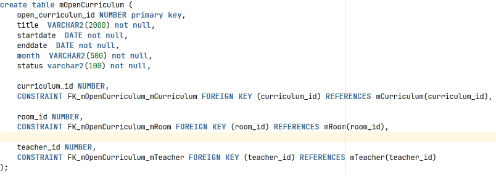 create table mOpenCurriculum (
open_curriculum_id NUMBER primary key,
title VARCHAR2(2000) not null,
startdate DATE not null,
enddate DATE not null,
month VARCHAR2(500) not null,
status varchar2(100) not null,
curriculum_id NUMBER,
CONSTRAINT FK_mOpenCurriculum_mCurriculum FOREIGN KEY (curriculum_id) REFERENCES mCurriculum(curriculum_id),
room_id NUMBER,
CONSTRAINT FK_mOpenCurriculum_mRoom FOREIGN KEY (room_id) REFERENCES mRoom(room_id),
teacher_id NUMBER,
CONSTRAINT FK_mOpenCurriculum_mTeacher FOREIGN KEY (teacher_id) REFERENCES mTeacher(teacher_id)
);